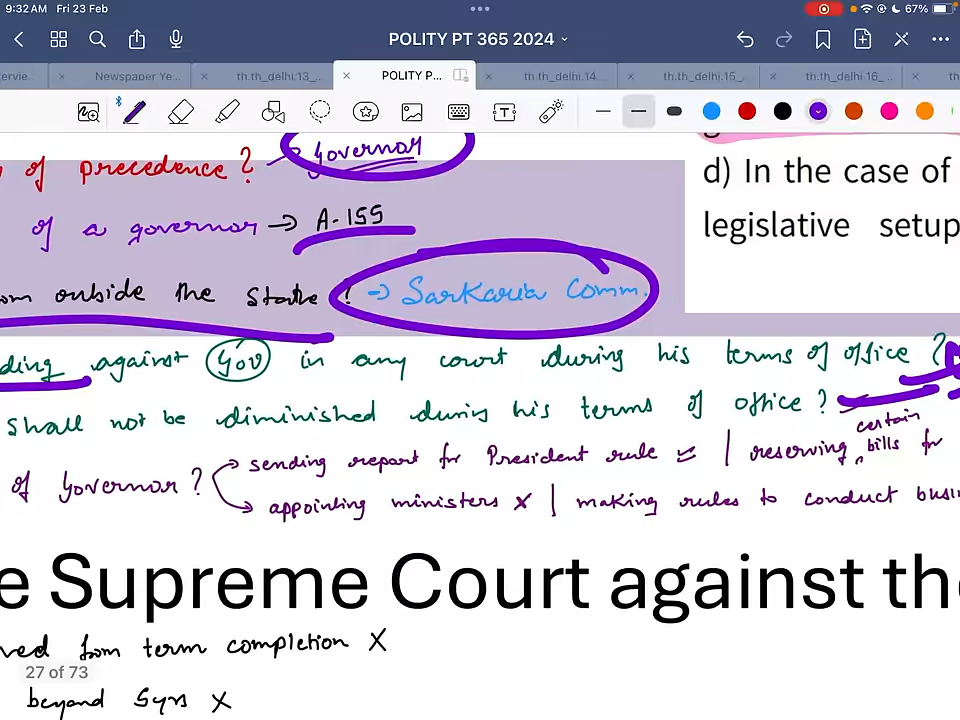 9:32 AM Fri 23 Feb
67%
POLITY PT 365 2024
Newspaper Ye...
th.th_delhi.13_...
POLITY P...
th.th_delhi.14...
th.th_delhi.15_...
th.th_delhi.16_...
of precedence? → Governor
d) In the case of
of a governor → A-155
legislative setup
outside the State? → Sarkaria Comm.
ding against Gov in any court during his terms of office?
shall not be diminished during his terms of office?
certain
sending report for President rule | reserving bills for
of Governor?
appointing ministers x | making rules to conduct busi
e Supreme Court against the
ved from term completion X
27 of 73
beyond 5yrs X